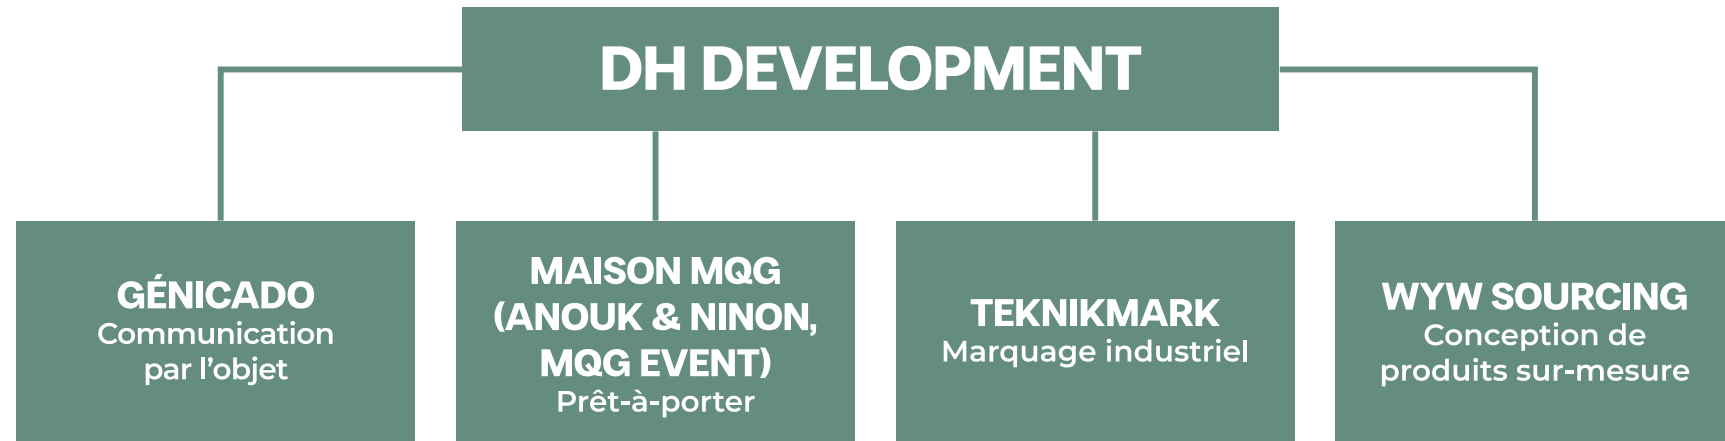 DH DEVELOPMENT
GÉNICADO
Communication
par l’objet
MAISON MQG
(ANOUK & NINON,
MQG EVENT)
Prêt-à-porter
TEKNIKMARK
Marquage industriel
WYW SOURCING
Conception de
produits sur-mesure